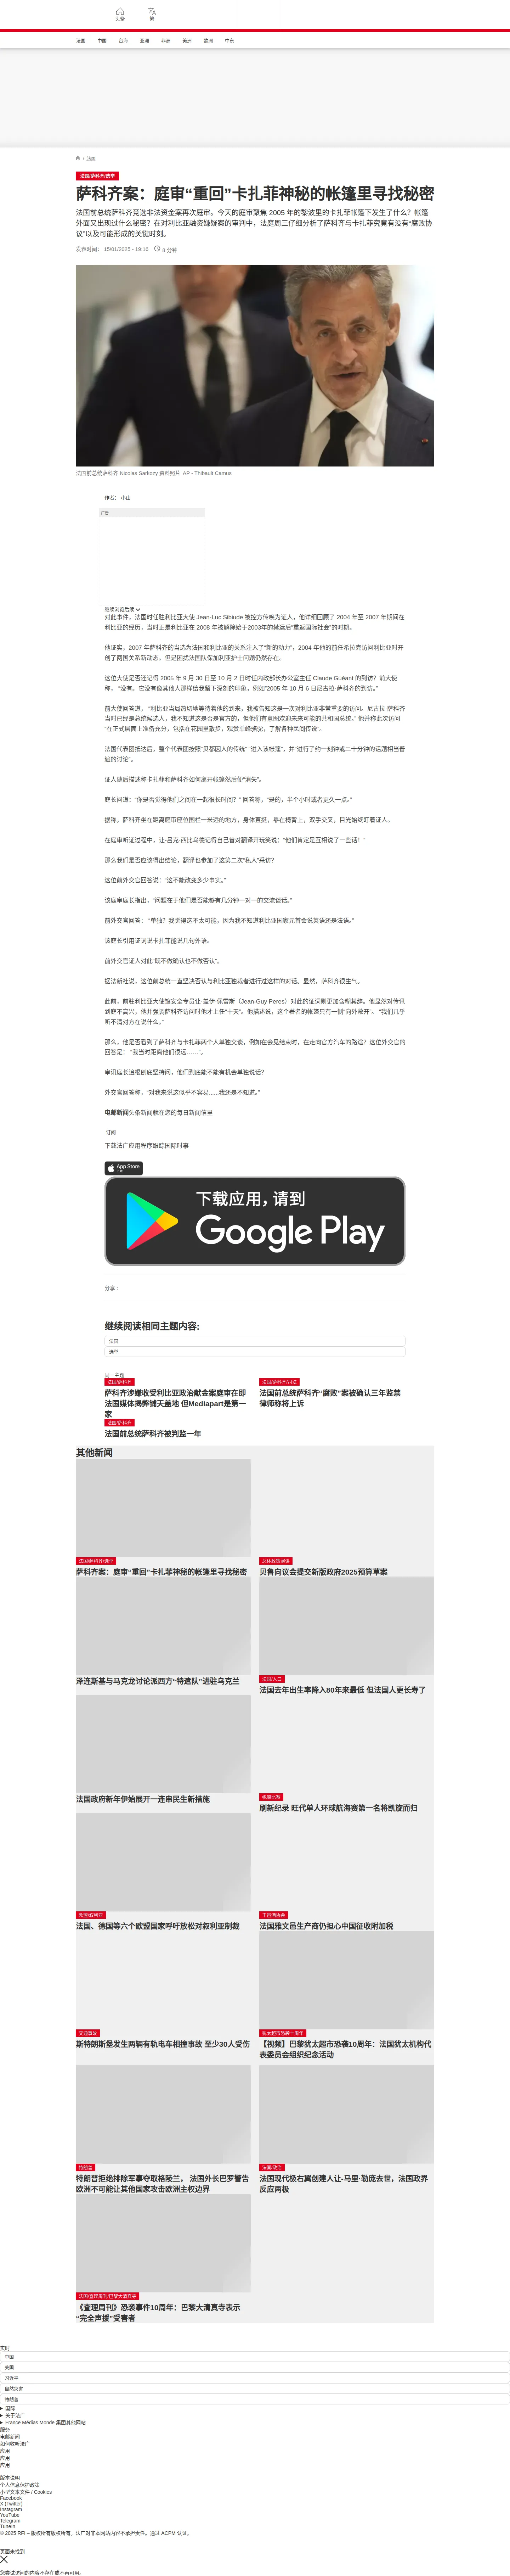 头条
繁
法国
中国
台海
亚洲
非洲
美洲
欧洲
中东
/ 法国
法国/萨科齐/选举
萨科齐案：庭审“重回”卡扎菲神秘的帐篷里寻找秘密
法国前总统萨科齐竞选非法资金案再次庭审。今天的庭审聚焦 2005 年的黎波里的卡扎菲帐篷下发生了什么？帐篷外面又出现过什么秘密？在对利比亚融资嫌疑案的审判中，法庭周三仔细分析了萨科齐与卡扎菲究竟有没有“腐败协议”以及可能形成的关键时刻。
发表时间： 15/01/2025 - 19:16
6 分钟
法国前总统萨科齐 Nicolas Sarkozy 资料照片 AP - Thibault Camus
作者： 小山
广告
继续浏览后续
对此事件，法国时任驻利比亚大使 Jean-Luc Sibiude 被控方传唤为证人，他详细回顾了 2004 年至 2007 年期间在利比亚的经历，当时正是利比亚在 2008 年被解除始于2003年的禁运后“重返国际社会”的时期。
他证实，2007 年萨科齐的当选为法国和利比亚的关系注入了“新的动力”，2004 年他的前任希拉克访问利比亚时开创了两国关系新动态。但是困扰法国队保加利亚护士问题仍然存在。
这位大使是否还记得 2005 年 9 月 30 日至 10 月 2 日时任内政部长办公室主任 Claude Guéant 的到访？前大使称， “没有。它没有像其他人那样给我留下深刻的印象，例如”2005 年 10 月 6 日尼古拉·萨科齐的到访。”
前大使回答道， “利比亚当局热切地等待着他的到来，我被告知这是一次对利比亚非常重要的访问。尼古拉·萨科齐当时已经是总统候选人，我不知道这是否是官方的，但他们有意图欢迎未来可能的共和国总统。” 他并称此次访问 “在正式层面上准备充分，包括在花园里散步，观赏单峰骆驼，了解各种民间传说”。
法国代表团抵达后，整个代表团按照“贝都因人的传统” “进入该帐篷”，并“进行了约一刻钟或二十分钟的话题相当普遍的讨论”。
证人随后描述称卡扎菲和萨科齐如何离开帐篷然后便“消失”。
庭长问道：“你是否觉得他们之间在一起很长时间？” 回答称，“是的，半个小时或者更久一点。”
据称，萨科齐坐在距离庭审座位围栏一米远的地方，身体直挺，靠在椅背上，双手交叉，目光始终盯着证人。
在庭审听证过程中，让-吕克·西比乌德记得自己曾对翻译开玩笑说：“他们肯定是互相说了一些话！”
那么我们是否应该得出结论，翻译也参加了这第二次“私人”采访？
这位前外交官回答说：“这不能改变多少事实。”
该庭审庭长指出，“问题在于他们是否能够有几分钟一对一的交流谈话。”
前外交官回答： “单独？我觉得这不太可能，因为我不知道利比亚国家元首会说英语还是法语。”
该庭长引用证词说卡扎菲能说几句外语。
前外交官证人对此“既不做确认也不做否认”。
据法新社说，这位前总统一直坚决否认与利比亚独裁者进行过这样的对话。显然，萨科齐很生气。
此前，前往利比亚大使馆安全专员让·盖伊·佩雷斯（Jean-Guy Peres）对此的证词则更加含糊其辞。他显然对传讯到庭不高兴，他并强调萨科齐访问时他才上任“十天”。他描述说，这个著名的帐篷只有一侧“向外敞开”。 “我们几乎听不清对方在说什么。”
那么，他是否看到了萨科齐与卡扎菲两个人单独交谈，例如在会见结束时，在走向官方汽车的路途？这位外交官的回答是： “我当时距离他们很远……”。
审讯庭长追根刨底坚持问，他们到底能不能有机会单独说话？
外交官回答称，“对我来说这似乎不容易……我还是不知道。”
电邮新闻头条新闻就在您的每日新闻信里
订阅
下载法广应用程序跟踪国际时事
App Store
下载应用，请到
Google Play
分享 :
继续阅读相同主题内容:
法国
选举
同一主题
法国/萨科齐
萨科齐涉嫌收受利比亚政治献金案庭审在即 法国媒体揭弊铺天盖地 但Mediapart是第一家
法国/萨科齐/司法
法国前总统萨科齐“腐败”案被确认三年监禁 律师称将上诉
法国/萨科齐
法国前总统萨科齐被判监一年
其他新闻
法国/萨科齐/选举
萨科齐案：庭审“重回”卡扎菲神秘的帐篷里寻找秘密
总体政策演讲
贝鲁向议会提交新版政府2025预算草案
泽连斯基与马克龙讨论派西方“特遣队”进驻乌克兰
法国/人口
法国去年出生率降入80年来最低 但法国人更长寿了
法国政府新年伊始展开一连串民生新措施
帆船比赛
刷新纪录 旺代单人环球航海赛第一名将凯旋而归
欧盟/叙利亚
法国、德国等六个欧盟国家呼吁放松对叙利亚制裁
干邑酒协会
法国雅文邑生产商仍担心中国征收附加税
交通事故
斯特朗斯堡发生两辆有轨电车相撞事故 至少30人受伤
犹太超市恐袭十周年
【视频】巴黎犹太超市恐袭10周年：法国犹太机构代表委员会组织纪念活动
特朗普
特朗普拒绝排除军事夺取格陵兰， 法国外长巴罗警告欧洲不可能让其他国家攻击欧洲主权边界
法国/政治
法国现代极右翼创建人让-马里·勒庞去世，法国政界反应两极
法国/查理周刊/巴黎大清真寺
《查理周刊》恐袭事件10周年：巴黎大清真寺表示“完全声援”受害者
实时
中国
美国
习近平
自然灾害
特朗普
国际
关于法广
France Médias Monde 集团其他网站
服务
电邮新闻
如何收听法广
应用
应用
应用
版本说明
个人信息保护政策
小型文本文件 / Cookies
Facebook
X (Twitter)
Instagram
YouTube
Telegram
TuneIn
© 2025 RFI – 版权所有版权所有。法广对非本网站内容不承担责任。通过 ACPM 认证。
页面未找到
您尝试访问的内容不存在或不再可用。